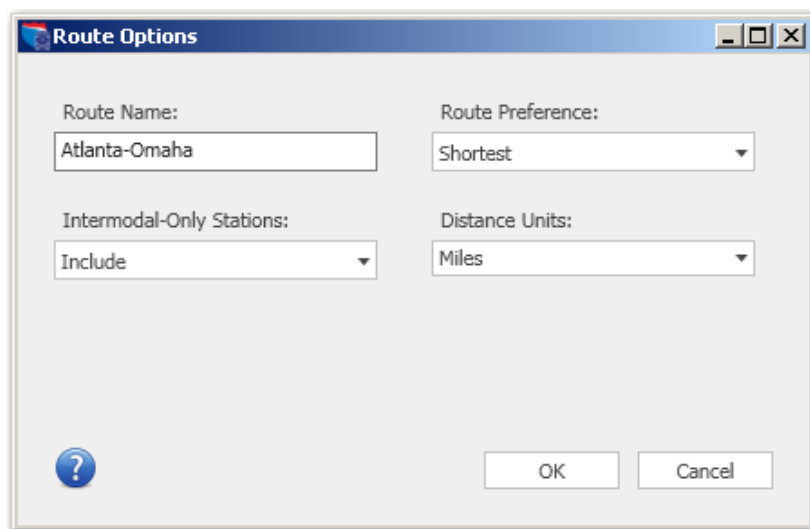 Route Options
Route Name:
Route Preference:
Atlanta-Omaha
Shortest
Intermodal-Only Stations:
Distance Units:
Include
Miles
?
OK
Cancel